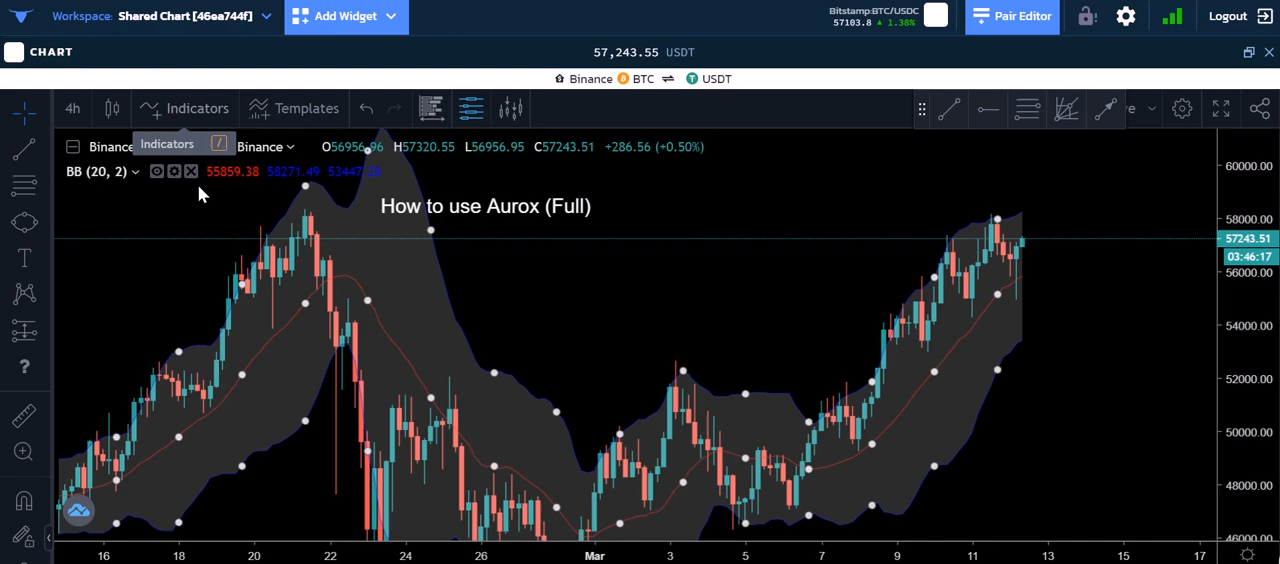 Workspace: Shared Chart [46ea744f]
Add Widget
Bitstamp:BTC/USDC
57103.8 ▲ 1.38%
Pair Editor
Logout
CHART
57,243.55 USDT
Binance BTC ⇌ USDT
4h
Indicators
Templates
Indicators /
Binance
O56956.96 H57320.55 L56956.95 C57243.51 +286.56 (+0.50%)
BB (20, 2) 55859.38 58271.49
How to use Aurox (Full)
60000.00
58000.00
57243.51
03:46:17
56000.00
54000.00
52000.00
50000.00
48000.00
46000.00
16 18 20 22 24 26 Mar 3 5 7 9 11 13 15 17